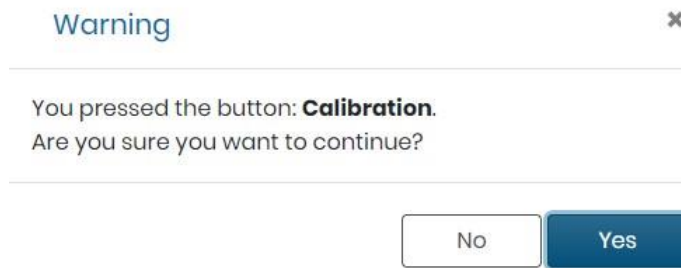 Warning
You pressed the button: Calibration.
Are you sure you want to continue?
No
Yes